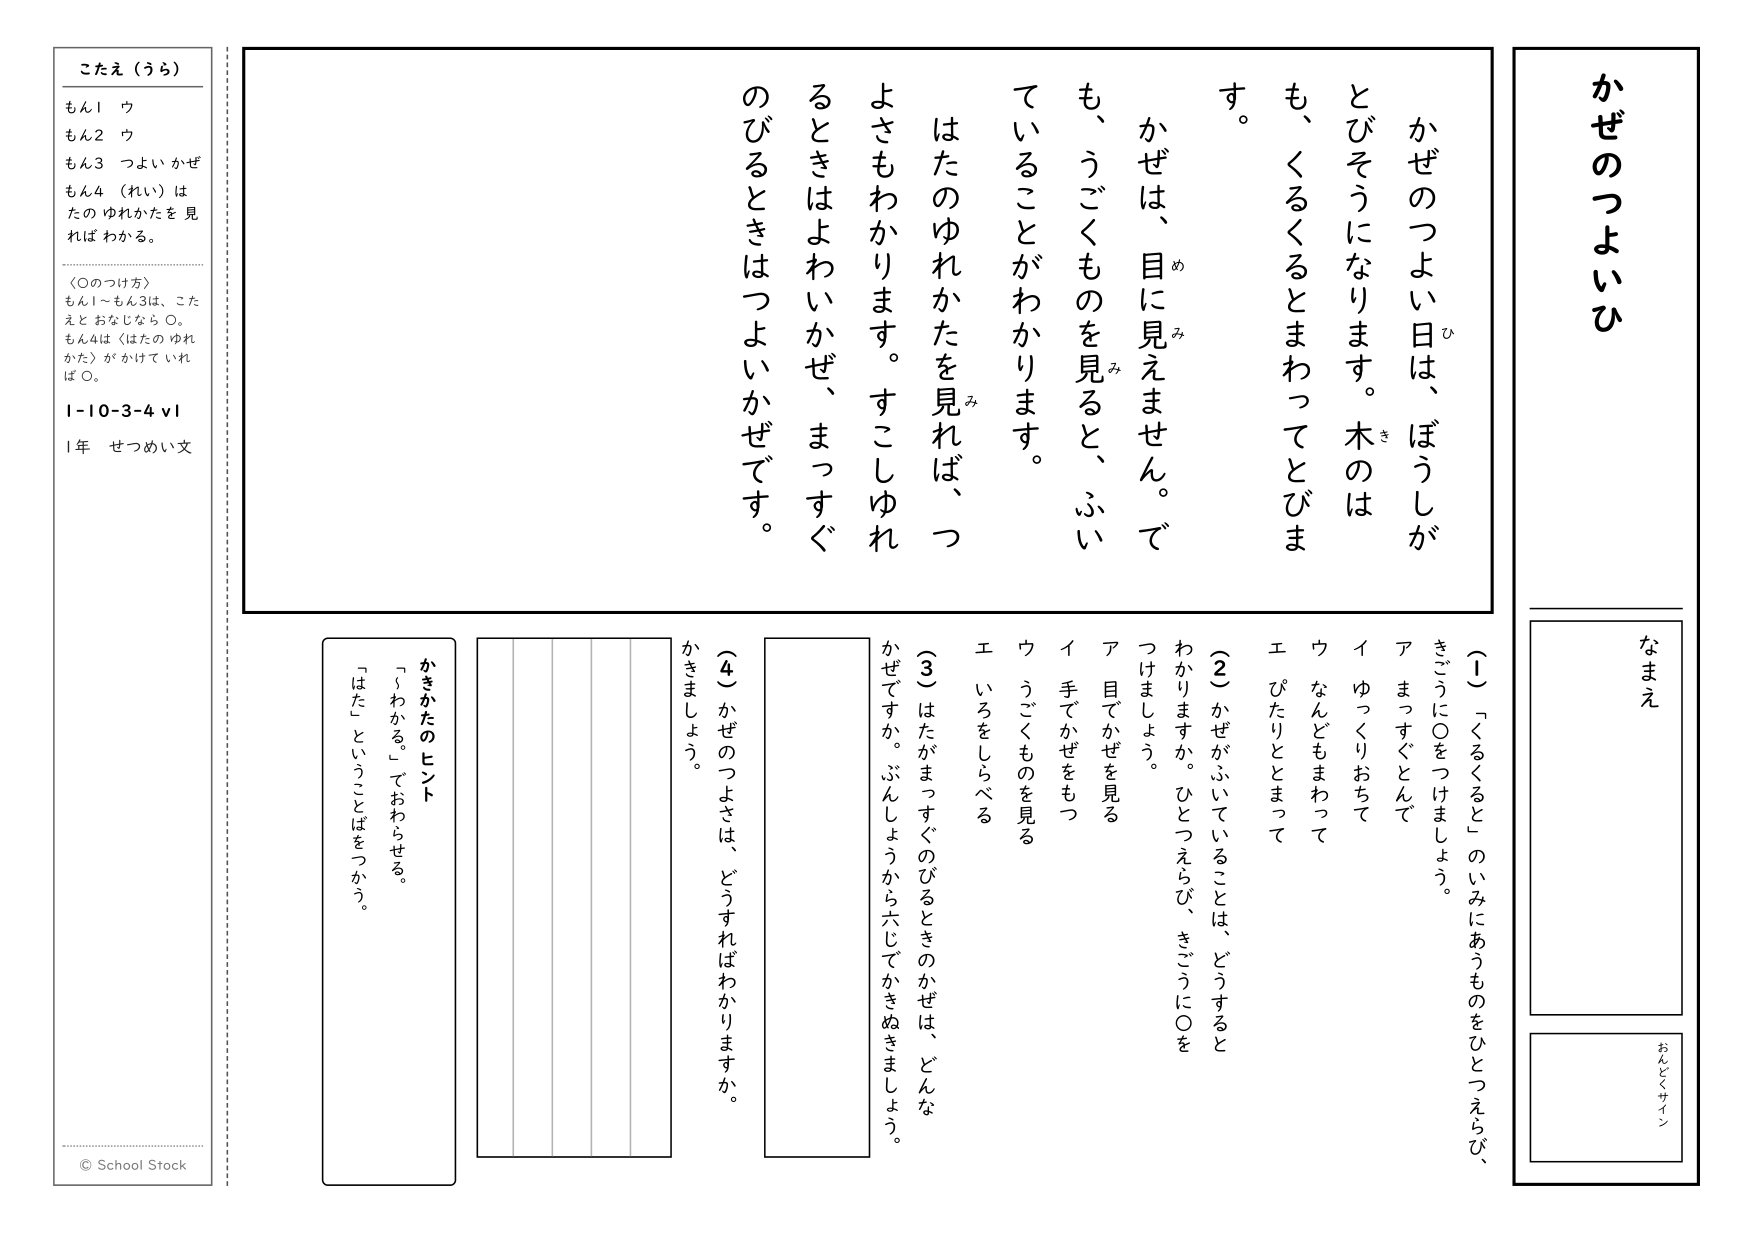 かぜのつよいひ
なまえ
おんどくサイン
かぜのつよい日は、ぼうしが
とびそうになります。木のは
も、くるくるとまわってとびま
す。
かぜは、目に見えません。で
も、うごくものを見ると、ふい
ていることがわかります。
はたのゆれかたを見れば、つ
よさもわかります。すこしゆれ
るときはよわいかぜ、まっすぐ
のびるときはつよいかぜです。
ひ
き
め
み
み
み
(1)「くるくると」のいみにあうものをひとつえらび、
きごうに○をつけましょう。
ア まっすぐとんで
イ ゆっくりおちて
ウ なんどもまわって
エ ぴたりととまって
(2)かぜがふいていることは、どうすると
わかりますか。ひとつえらび、きごうに○を
つけましょう。
ア 目でかぜを見る
イ 手でかぜをもつ
ウ うごくものを見る
エ いろをしらべる
(3)はたがまっすぐのびるときのかぜは、どんな
かぜですか。ぶんしょうから六じでかきぬきましょう。
(4)かぜのつよさは、どうすればわかりますか。
かきましょう。
かきかたの ヒント
「～わかる。」でおわらせる。
「はた」ということばをつかう。
こたえ（うら）
もん1 ウ
もん2 ウ
もん3 つよい かぜ
もん4 （れい）は
たの ゆれかたを 見
れば わかる。
〈○のつけ方〉
もん1～もん3は、こた
えと おなじなら ○。
もん4は〈はたの ゆれ
かた〉が かけて いれ
ば ○。
1-10-3-4 v1
1年 せつめい文
© School Stock